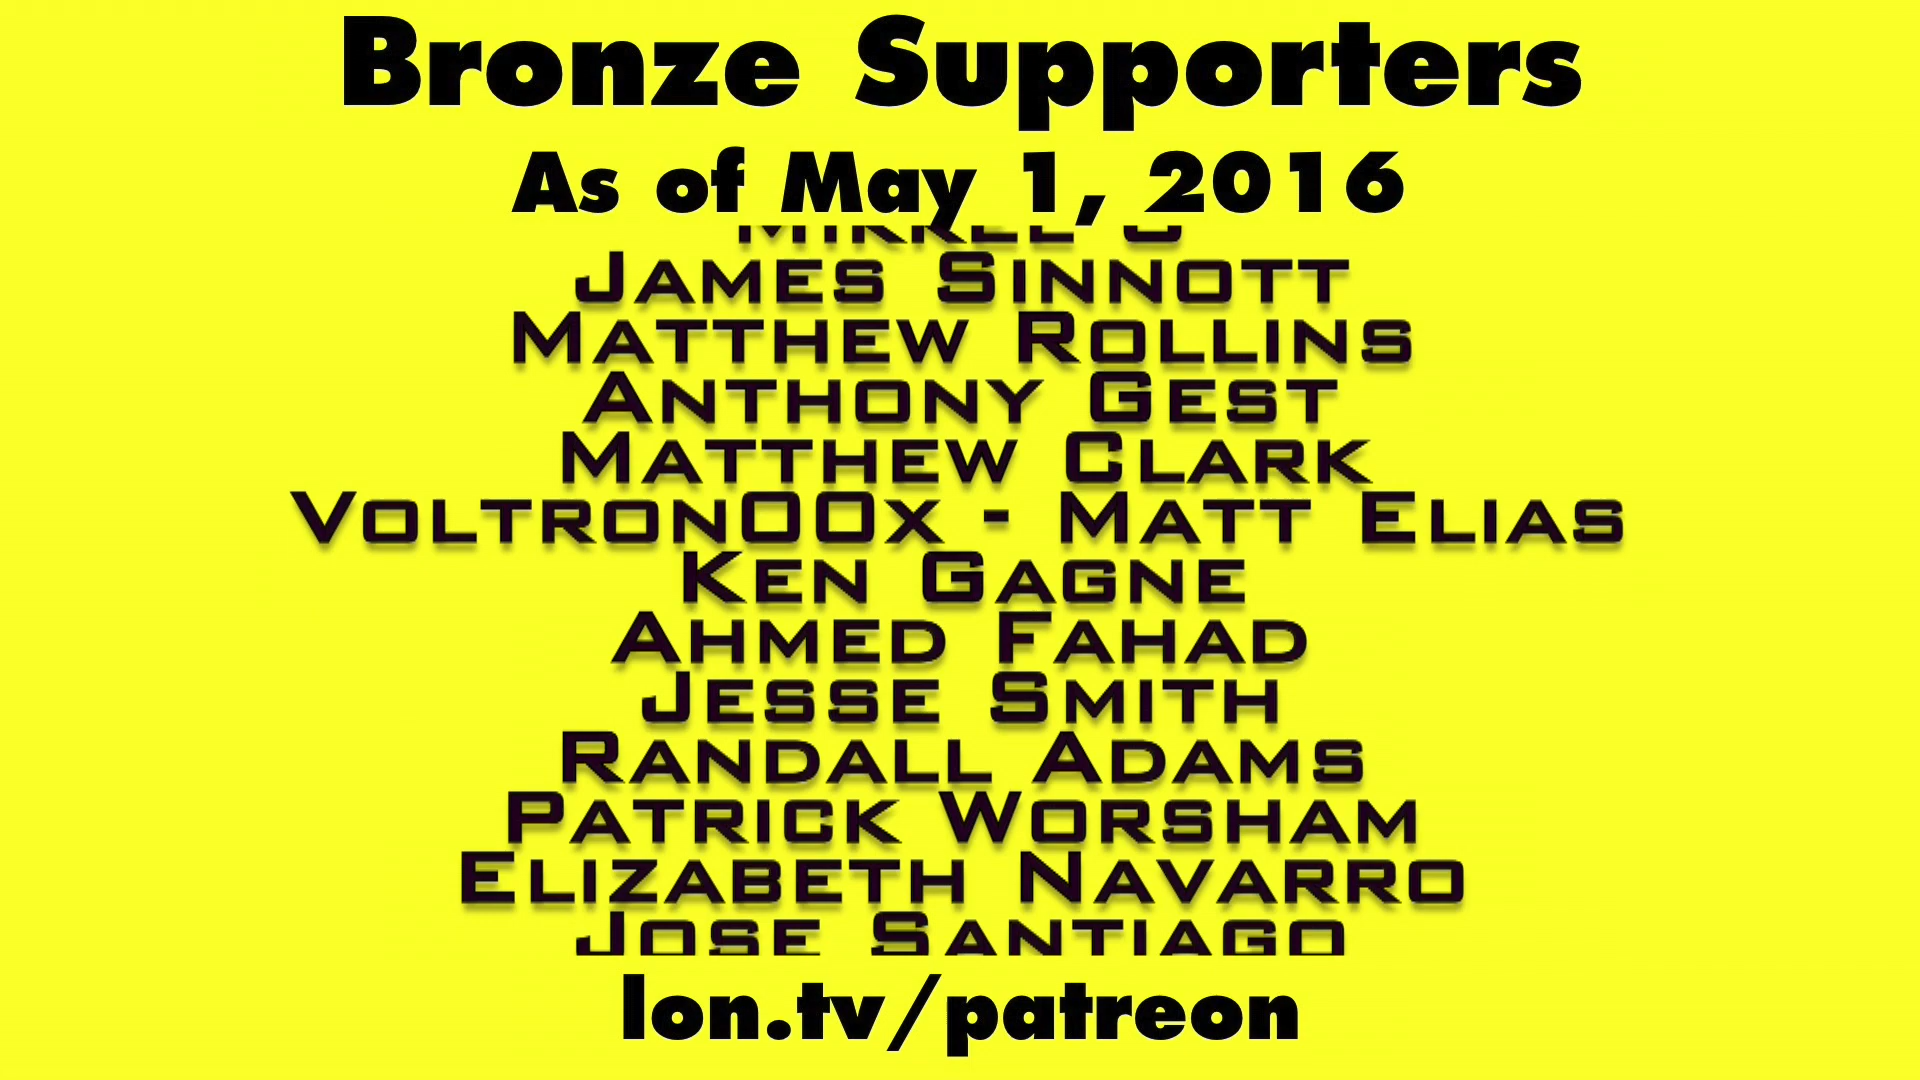 Bronze Supporters
As of May 1, 2016
James Sinnott
Matthew Rollins
Anthony Gest
Matthew Clark
Voltron00x - Matt Elias
Ken Gagne
Ahmed Fahad
Jesse Smith
Randall Adams
Patrick Worsham
Elizabeth Navarro
Jose Santiago
lon.tv/patreon